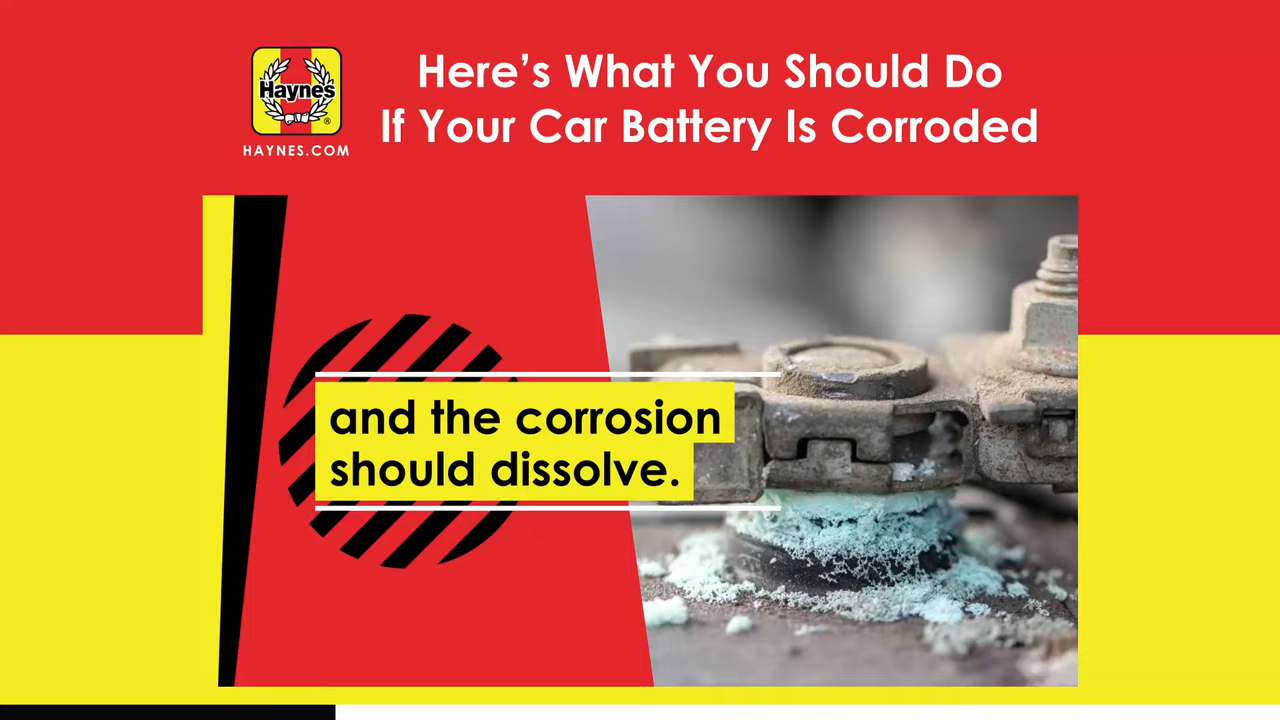 Haynes
®
HAYNES.COM
Here's What You Should Do
If Your Car Battery Is Corroded
and the corrosion
should dissolve.